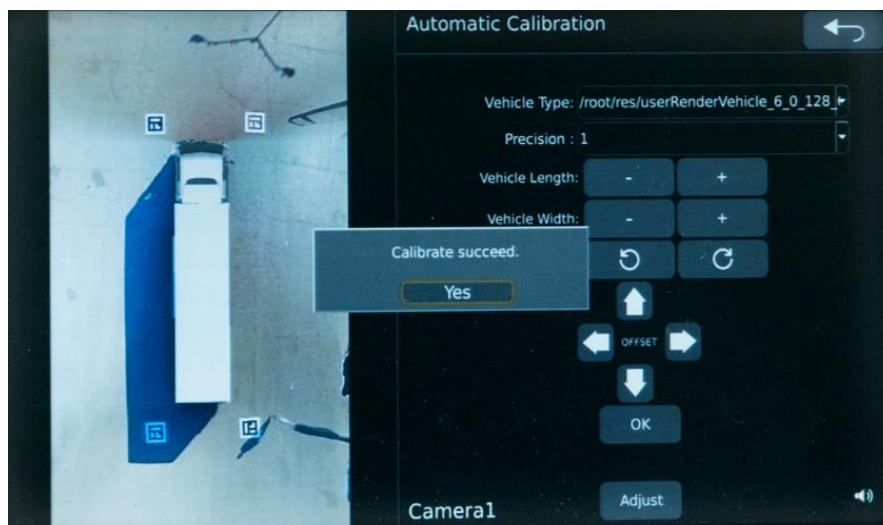 Automatic Calibration
Vehicle Type: /root/res/userRenderVehicle_6_0_128_
Precision : 1
Vehicle Length: - +
Vehicle Width: - +
Calibrate succeed.
Yes
OFFSET
OK
Adjust
Camera1